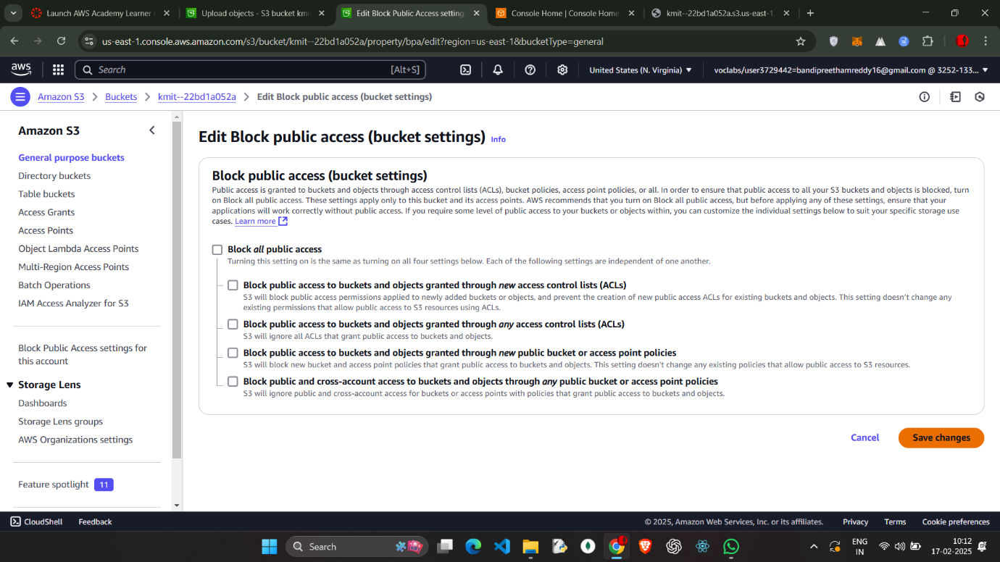 Launch AWS Academy Learner
Upload objects - S3 bucket kmi
Edit Block Public Access setting
Console Home | Console Home
kmit--22bd1a052a.s3.us-east-1.
us-east-1.console.aws.amazon.com/s3/bucket/kmit--22bd1a052a/property/bpa/edit?region=us-east-1&bucketType=general
aws
Search
[Alt+S]
United States (N. Virginia)
voclabs/user3729442=bandipreethamreddy16@gmail.com @ 3252-133...
Amazon S3 > Buckets > kmit--22bd1a052a > Edit Block public access (bucket settings)
Amazon S3
General purpose buckets
Directory buckets
Table buckets
Access Grants
Access Points
Object Lambda Access Points
Multi-Region Access Points
Batch Operations
IAM Access Analyzer for S3
Block Public Access settings for
this account
Storage Lens
Dashboards
Storage Lens groups
AWS Organizations settings
Feature spotlight 11
Edit Block public access (bucket settings) Info
Block public access (bucket settings)
Public access is granted to buckets and objects through access control lists (ACLs), bucket policies, access point policies, or all. In order to ensure that public access to all your S3 buckets and objects is blocked, turn
on Block all public access. These settings apply only to this bucket and its access points. AWS recommends that you turn on Block all public access, but before applying any of these settings, ensure that your
applications will work correctly without public access. If you require some level of public access to your buckets or objects within, you can customize the individual settings below to suit your specific storage use
cases. Learn more
Block all public access
Turning this setting on is the same as turning on all four settings below. Each of the following settings are independent of one another.
Block public access to buckets and objects granted through new access control lists (ACLs)
S3 will block public access permissions applied to newly added buckets or objects, and prevent the creation of new public access ACLs for existing buckets and objects. This setting doesn't change any
existing permissions that allow public access to S3 resources using ACLs.
Block public access to buckets and objects granted through any access control lists (ACLs)
S3 will ignore all ACLs that grant public access to buckets and objects.
Block public access to buckets and objects granted through new public bucket or access point policies
S3 will block new bucket and access point policies that grant public access to buckets and objects. This setting doesn't change any existing policies that allow public access to S3 resources.
Block public and cross-account access to buckets and objects through any public bucket or access point policies
S3 will ignore public and cross-account access for buckets or access points with policies that grant public access to buckets and objects.
Cancel
Save changes
CloudShell
Feedback
© 2025, Amazon Web Services, Inc. or its affiliates.
Privacy
Terms
Cookie preferences
Search
ENG
IN
10:12
17-02-2025